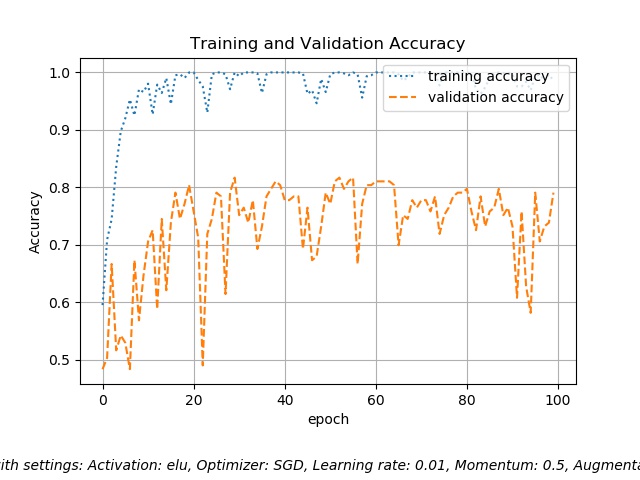 Training and Validation Accuracy
training accuracy
validation accuracy
1.0
0.9
0.8
0.7
0.6
0.5
Accuracy
0 20 40 60 80 100
epoch
settings: Activation: elu, Optimizer: SGD, Learning rate: 0.01, Momentum: 0.5,